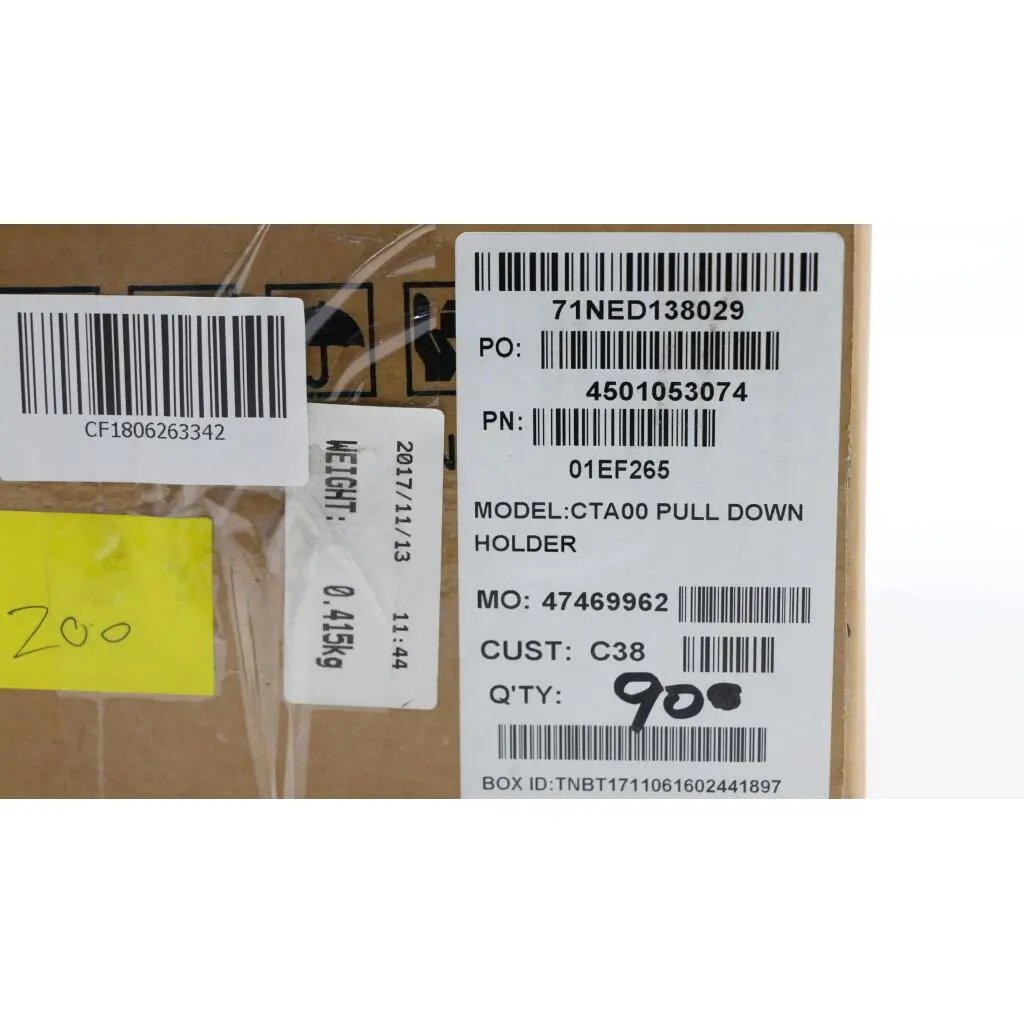 CF1806263342
200
WEIGHT: 0.415kg
2017/11/13 11:44
71NED138029
PO:
4501053074
PN:
01EF265
MODEL:CTA00 PULL DOWN
HOLDER
MO: 47469962
CUST: C38
Q'TY: 90
BOX ID:TNBT1711061602441897